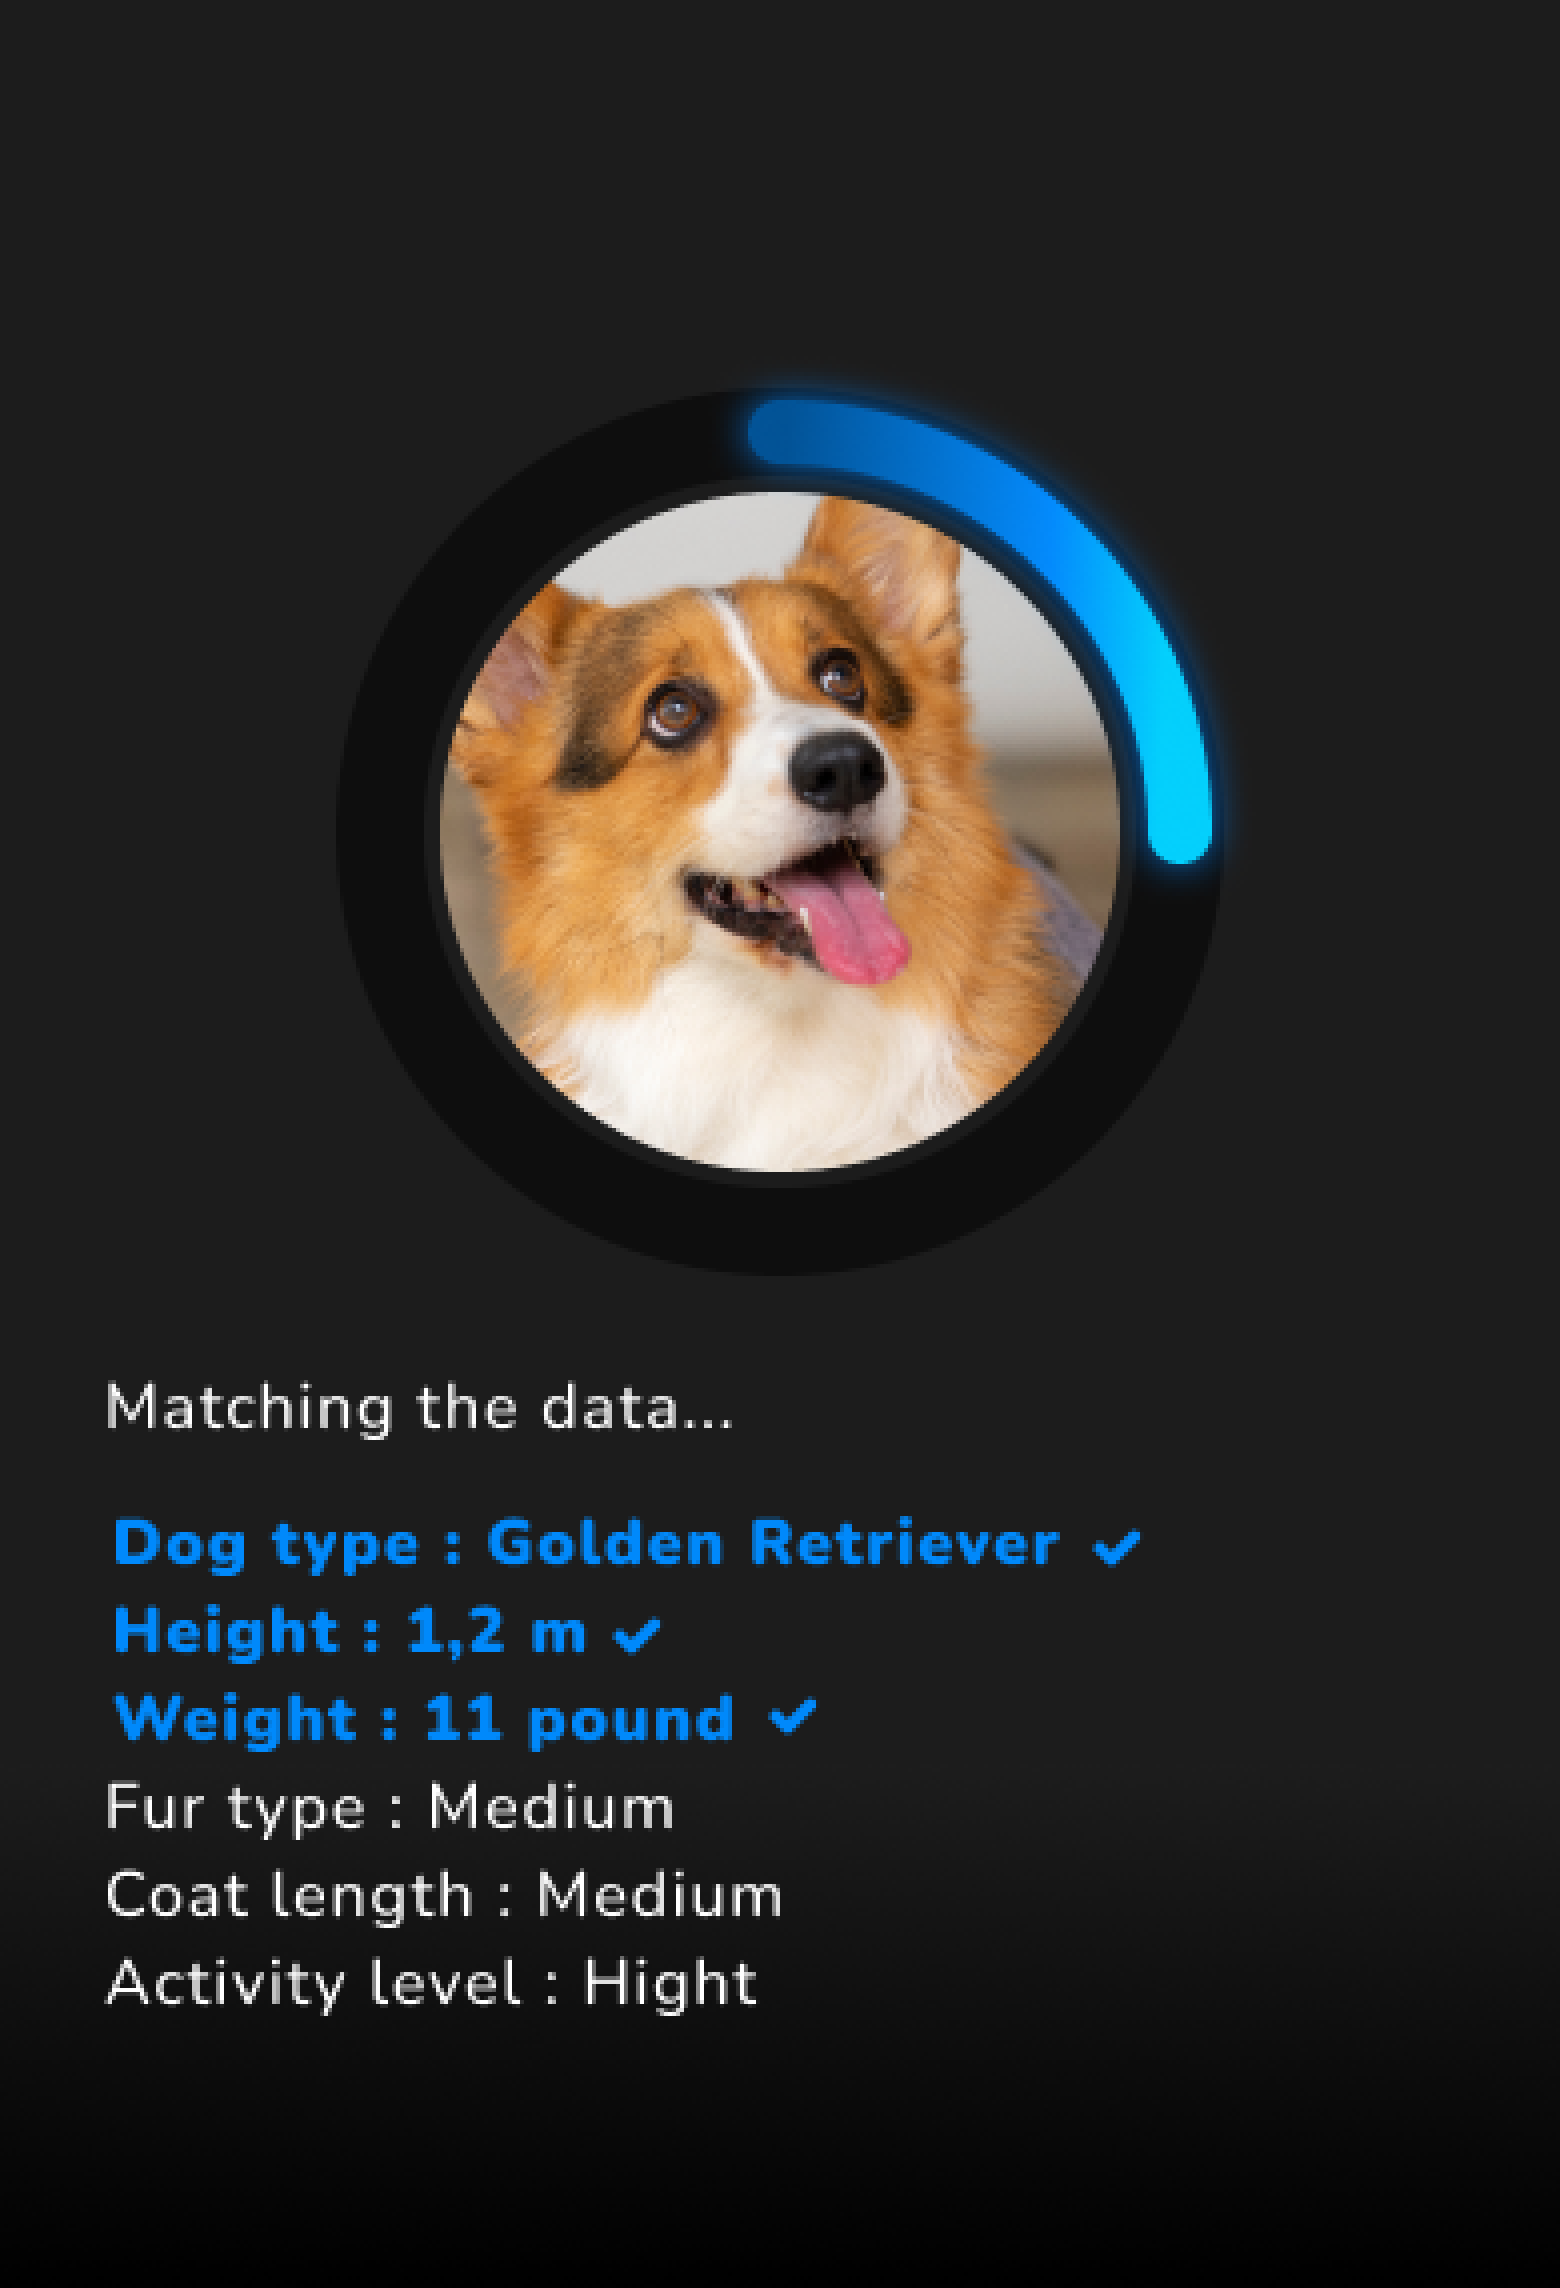 Matching the data...
Dog type : Golden Retriever
Height : 1,2 m
Weight : 11 pound
Fur type : Medium
Coat length : Medium
Activity level : Hight